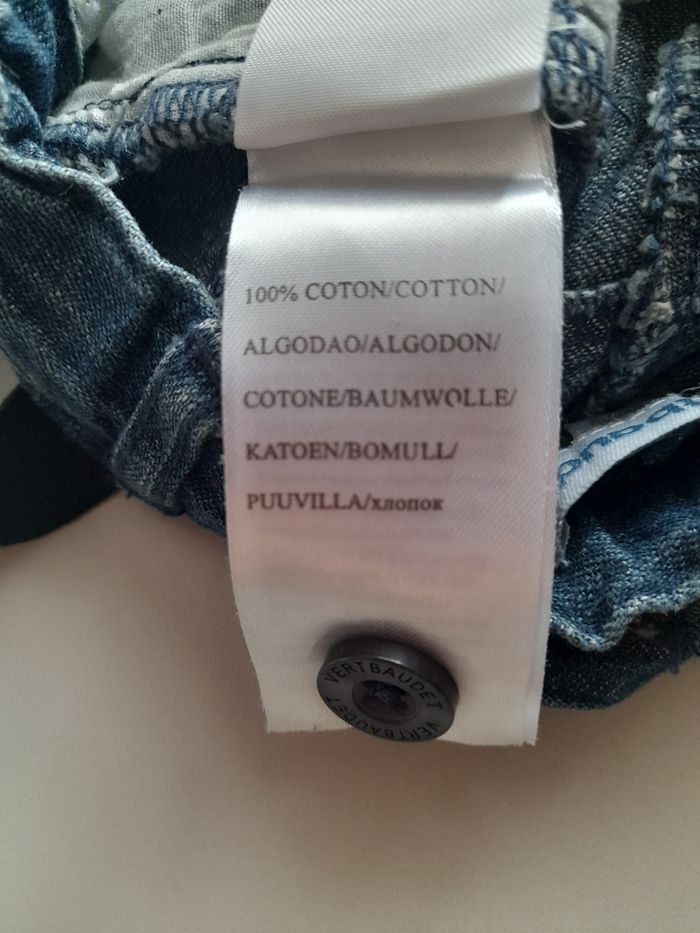 100% COTON/COTTON/
ALGODAO/ALGODON/
COTONE/BAUMWOLLE/
KATOEN/BOMULL/
PUUVILLA/хлопок
VERTBAUDET VERTBAUDET